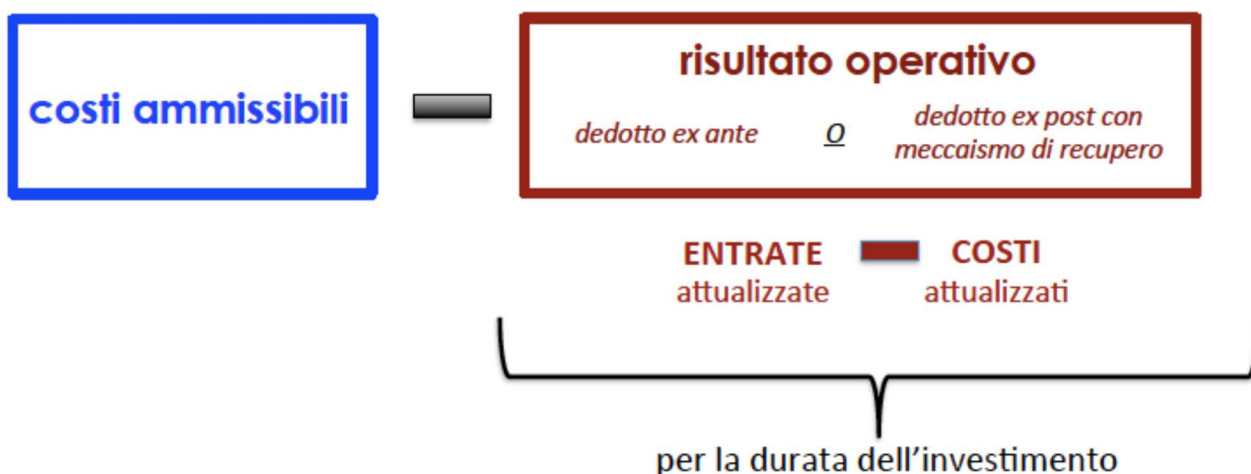 costi ammissibili
risultato operativo
dedotto ex ante
O
dedotto ex post con
meccaismo di recupero
ENTRATE
attualizzate
COSTI
attualizzati
per la durata dell'investimento